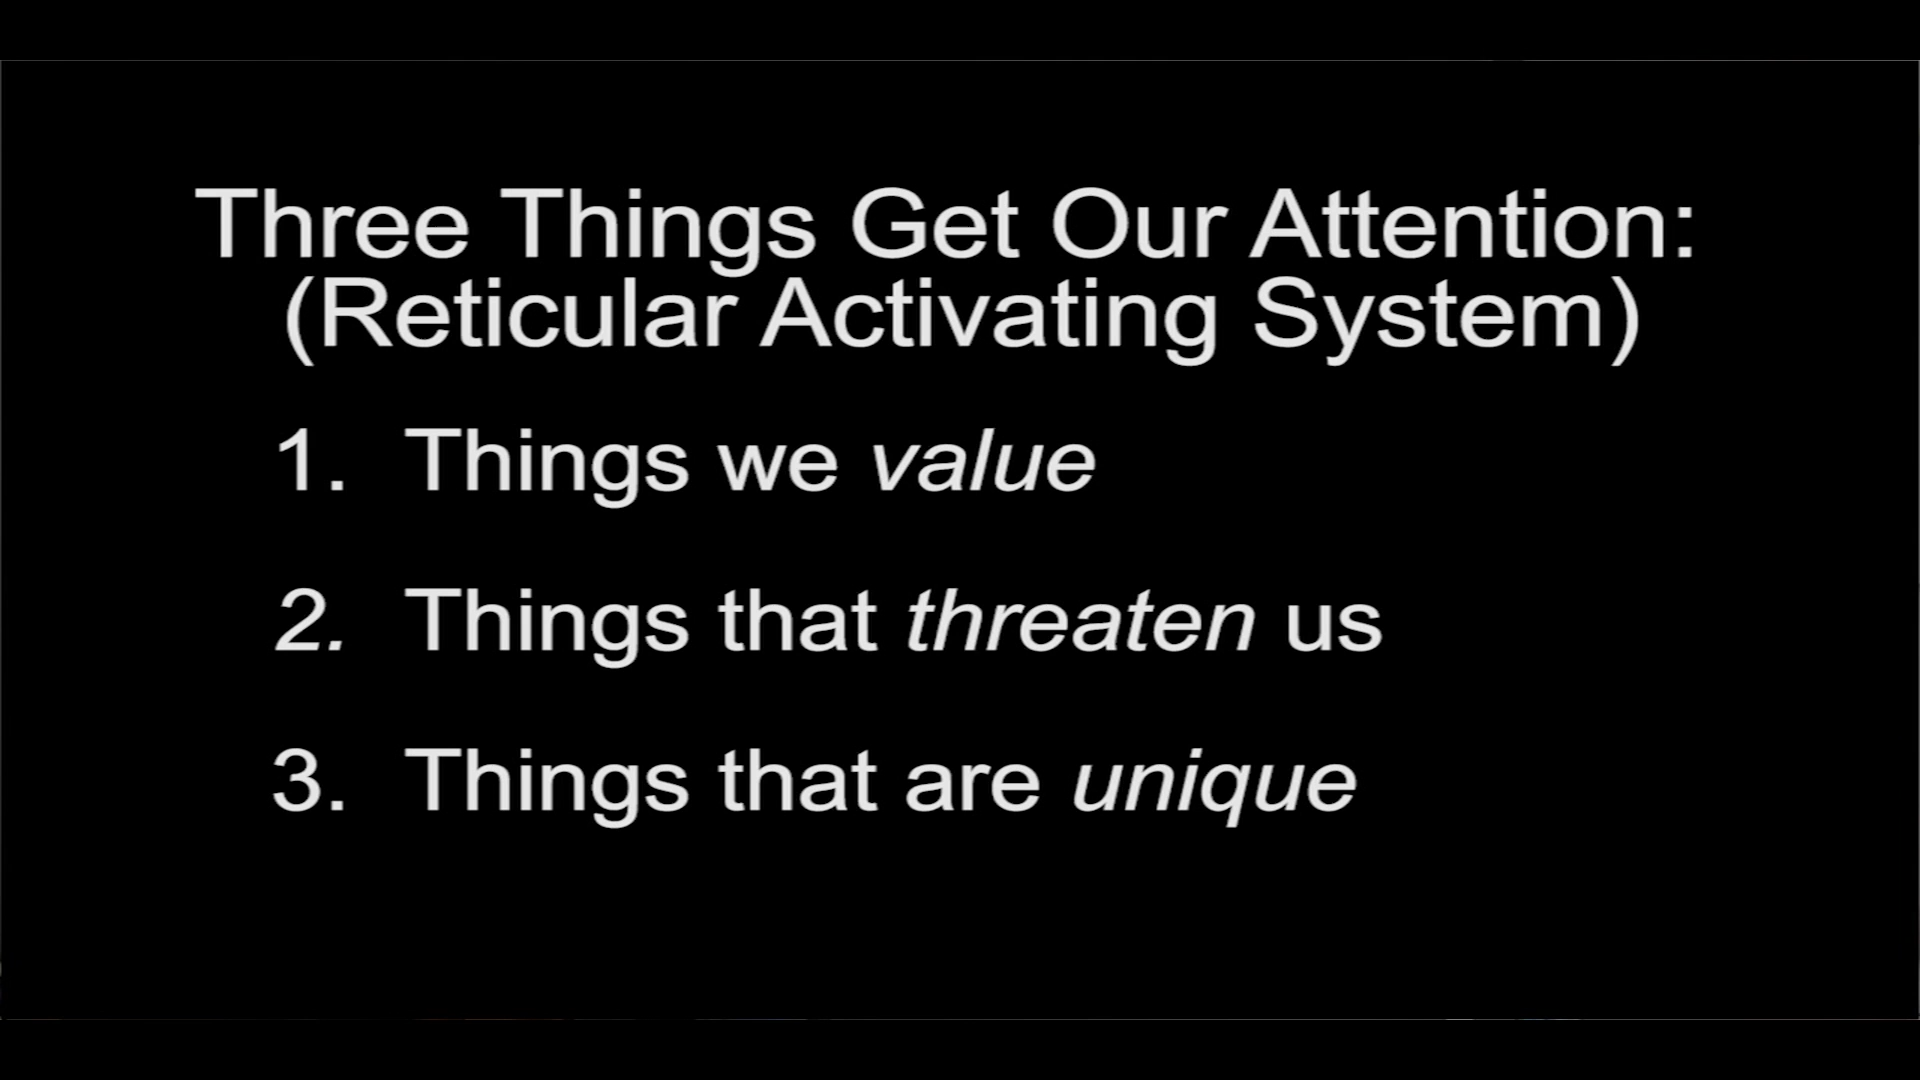 Three Things Get Our Attention:
(Reticular Activating System)
1. Things we value
2. Things that threaten us
3. Things that are unique